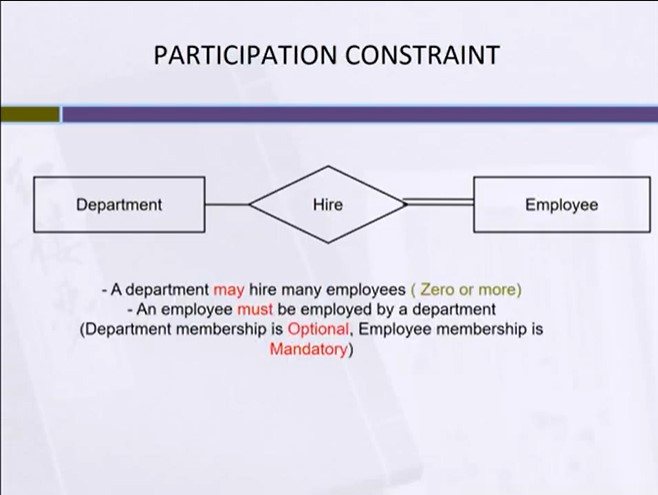 PARTICIPATION CONSTRAINT
Department
Hire
Employee
- A department may hire many employees ( Zero or more)
- An employee must be employed by a department
(Department membership is Optional, Employee membership is
Mandatory)